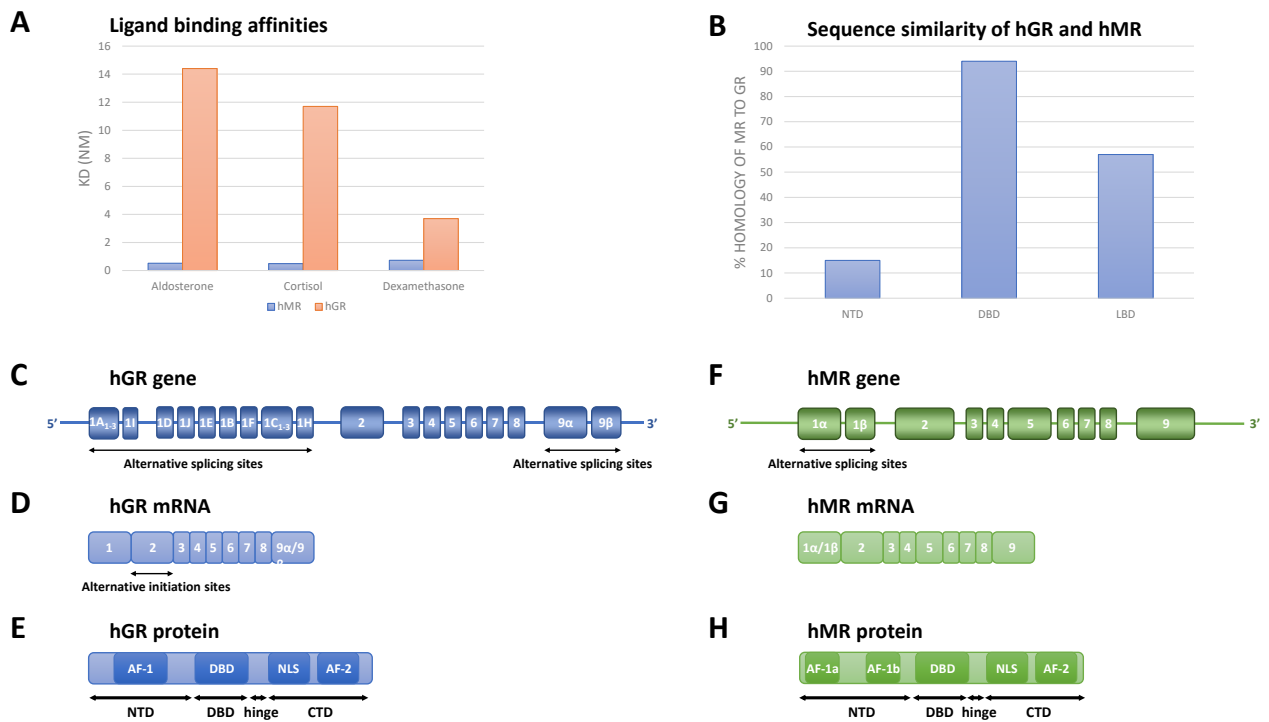 A
Ligand binding affinities
16
14
12
10
8
6
4
2
0
KD (NM)
Aldosterone
Cortisol
Dexamethasone
hMR
hGR
B
Sequence similarity of hGR and hMR
100
90
80
70
60
50
40
30
20
10
0
% HOMOLOGY OF MR TO GR
NTD
DBD
LBD
C
hGR gene
5’ 1A1-3 1I 1D 1J 1E 1B 1F 1C1-3 1H 2 3 4 5 6 7 8 9α 9β 3’
Alternative splicing sites
Alternative splicing sites
D
hGR mRNA
1 2 3 4 5 6 7 8 9α/9
Alternative initiation sites
E
hGR protein
AF-1 DBD NLS AF-2
NTD DBD hinge CTD
F
hMR gene
5’ 1α 1β 2 3 4 5 6 7 8 9 3’
Alternative splicing sites
G
hMR mRNA
1α/1β 2 3 4 5 6 7 8 9
H
hMR protein
AF-1a AF-1b DBD NLS AF-2
NTD DBD hinge CTD